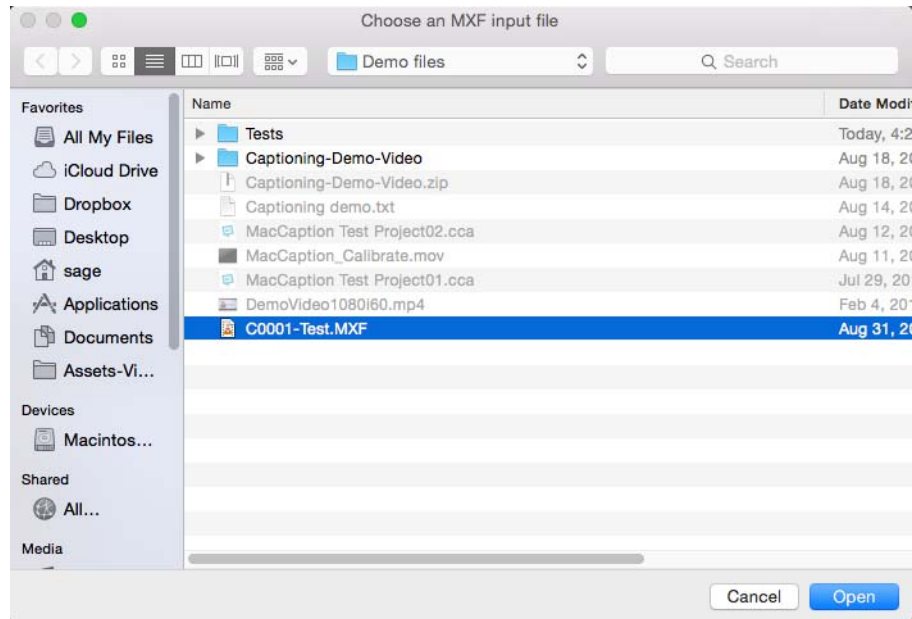 Choose an MXF input file
Demo files
Search
Favorites
All My Files
iCloud Drive
Dropbox
Desktop
sage
Applications
Documents
Assets-Vi...
Devices
Macintos...
Shared
All...
Media
Name Date Modi
Tests Today, 4:2
Captioning-Demo-Video Aug 18, 20
Captioning-Demo-Video.zip Aug 18, 20
Captioning demo.txt Aug 14, 20
MacCaption Test Project02.cca Aug 12, 20
MacCaption_Calibrate.mov Aug 11, 20
MacCaption Test Project01.cca Jul 29, 20
DemoVideo1080i60.mp4 Feb 4, 20
C0001-Test.MXF Aug 31, 20
Cancel Open